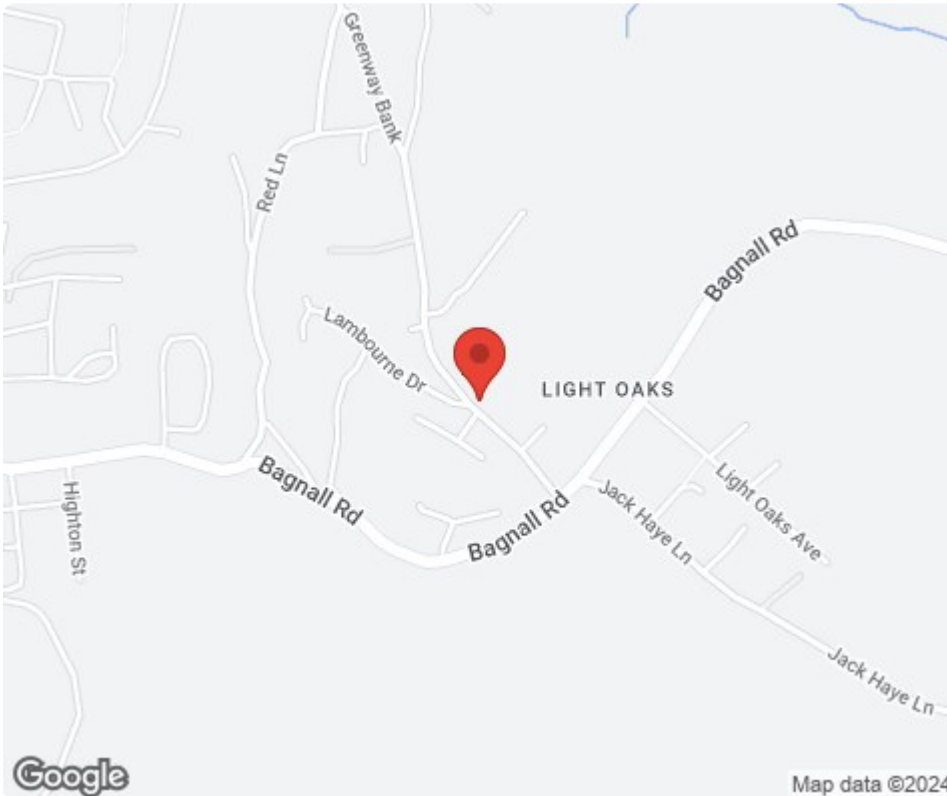 Greenway Bank
Red Ln
Bagnall Rd
Lambourne Dr
LIGHT OAKS
Bagnall Rd
Highton St
Bagnall Rd
Jack Haye Ln
Light Oaks Ave
Jack Haye Ln
Google
Map data ©2024